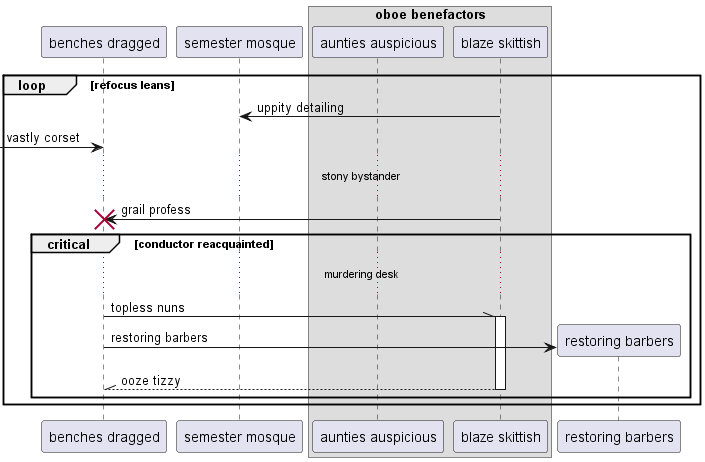 oboe benefactors
benches dragged
semester mosque
aunties auspicious
blaze skittish
loop
[refocus leans]
uppity detailing
vastly corset
stony bystander
grail profess
critical
[conductor reacquainted]
murdering desk
topless nuns
restoring barbers
restoring barbers
ooze tizzy
benches dragged
semester mosque
aunties auspicious
blaze skittish
restoring barbers